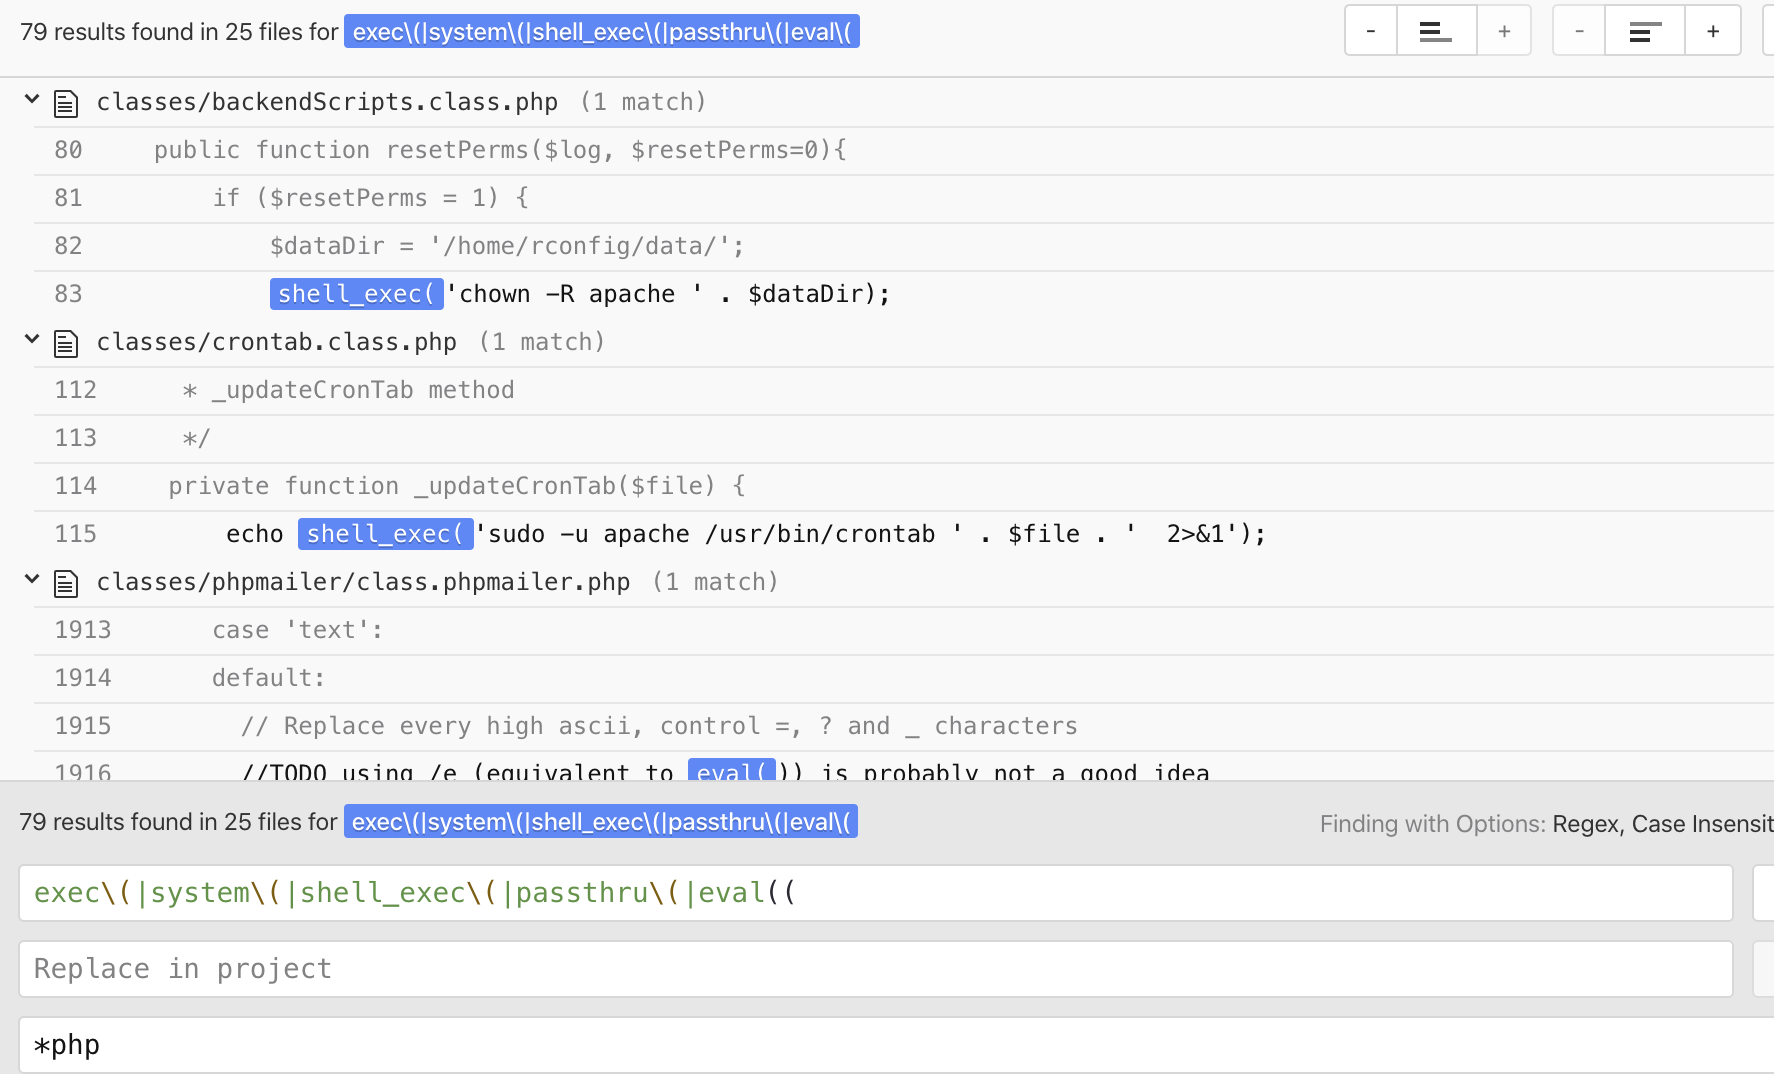 79 results found in 25 files for exec\(|system\(|shell_exec\(|passthru\(|eval\(
- + - +
classes/backendScripts.class.php (1 match)
80 public function resetPerms($log, $resetPerms=0){
81 if ($resetPerms = 1) {
82 $dataDir = '/home/rconfig/data/';
83 shell_exec('chown -R apache ' . $dataDir);
classes/crontab.class.php (1 match)
112 * _updateCronTab method
113 */
114 private function _updateCronTab($file) {
115 echo shell_exec('sudo -u apache /usr/bin/crontab ' . $file . '  2>&1');
classes/phpmailer/class.phpmailer.php (1 match)
1913 case 'text':
1914 default:
1915 // Replace every high ascii, control =, ? and _ characters
1916 //TODO using /e (equivalent to eval()) is probably not a good idea
79 results found in 25 files for exec\(|system\(|shell_exec\(|passthru\(|eval\(
Finding with Options: Regex, Case Insensit
exec\(|system\(|shell_exec\(|passthru\(|eval((
Replace in project
*php